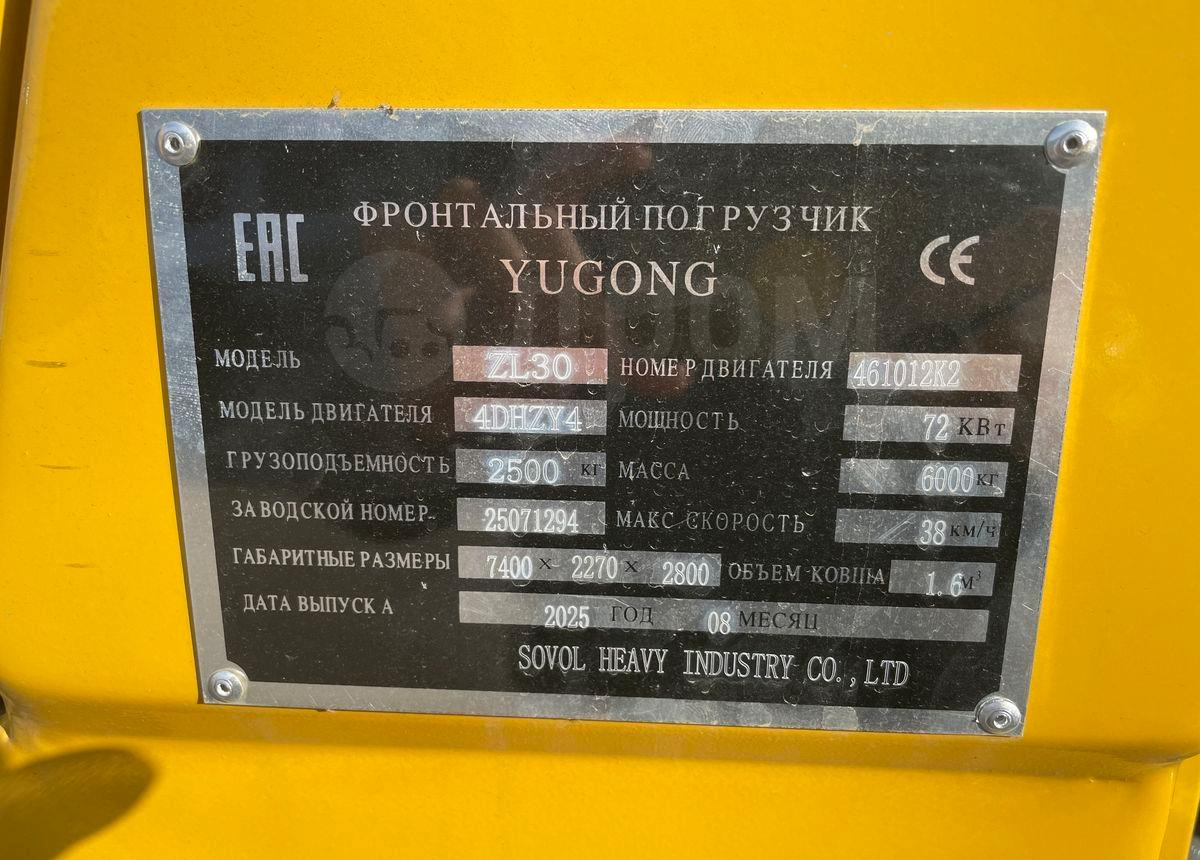 EAC
ФРОНТАЛЬНЫЙ ПОГРУЗЧИК
CE
YUGONG
МОДЕЛЬ ZL30 НОМЕР ДВИГАТЕЛЯ 461012K2
МОДЕЛЬ ДВИГАТЕЛЯ 4DHZY4 МОЩНОСТЬ 72 КВт
ГРУЗОПОДЪЕМНОСТЬ 2500 кг МАССА 6000 кг
ЗАВОДСКОЙ НОМЕР 25071294 МАКС СКОРОСТЬ 38 км/ч
ГАБАРИТНЫЕ РАЗМЕРЫ 7400 x 2270 x 2800 ОБЪЕМ КОВША 1.6 м³
ДАТА ВЫПУСКА 2025 ГОД 08 МЕСЯЦ
SOVOL HEAVY INDUSTRY CO.,LTD